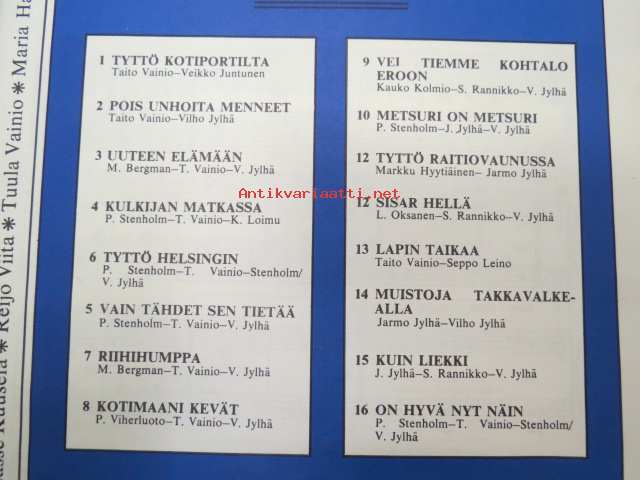 1 TYTTÖ KOTIPORTILTA
Taito Vainio–Veikko Juntunen
2 POIS UNHOITA MENNEET
Taito Vainio–Vilho Jylhä
3 UUTEEN ELÄMÄÄN
M. Bergman–T. Vainio–V. Jylhä
4 KULKIJAN MATKASSA
P. Stenholm–T. Vainio–K. Loimu
6 TYTTÖ HELSINGIN
P. Stenholm–T. Vainio–Stenholm/
V. Jylhä
5 VAIN TÄHDET SEN TIETÄÄ
P. Stenholm–T. Vainio–V. Jylhä
7 RIIHIHUMPPA
M. Bergman–T. Vainio–V. Jylhä
8 KOTIMAANI KEVÄT
P. Viherluoto–T. Vainio–V. Jylhä
9 VEI TIEMME KOHTALO
EROON
Kauko Kolmio–S. Rannikko–V. Jylhä
10 METSURI ON METSURI
P. Stenholm–J. Jylhä–V. Jylhä
12 TYTTÖ RAITIOVAUNUSSA
Markku Hyytiäinen– Jarmo Jylhä
12 SISAR HELLÄ
L. Oksanen–S. Rannikko–V. Jylhä
13 LAPIN TAIKAA
Taito Vainio–Seppo Leino
14 MUISTOJA TAKKAVALKE-
ALLA
Jarmo Jylhä–Vilho Jylhä
15 KUIN LIEKKI
J. Jylhä–S. Rannikko–V. Jylhä
16 ON HYVÄ NYT NÄIN
P. Stenholm–T. Vainio–Stenholm/
V. Jylhä
Kuusela * Reijo Viita * Tuula Vainio * Maria
Antikvariaatti.net